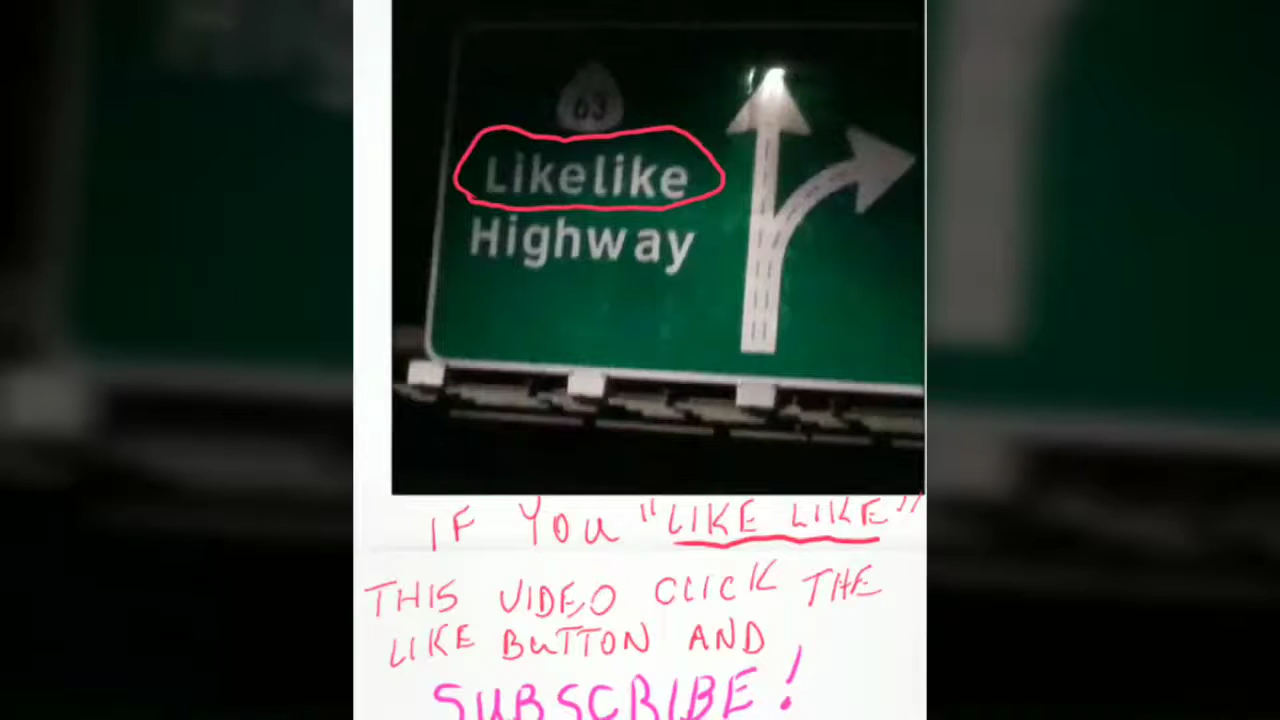 63
Likelike
Highway
IF YOU "LIKE LIKE"
THIS VIDEO CLICK THE
LIKE BUTTON AND
SUBSCRIBE!